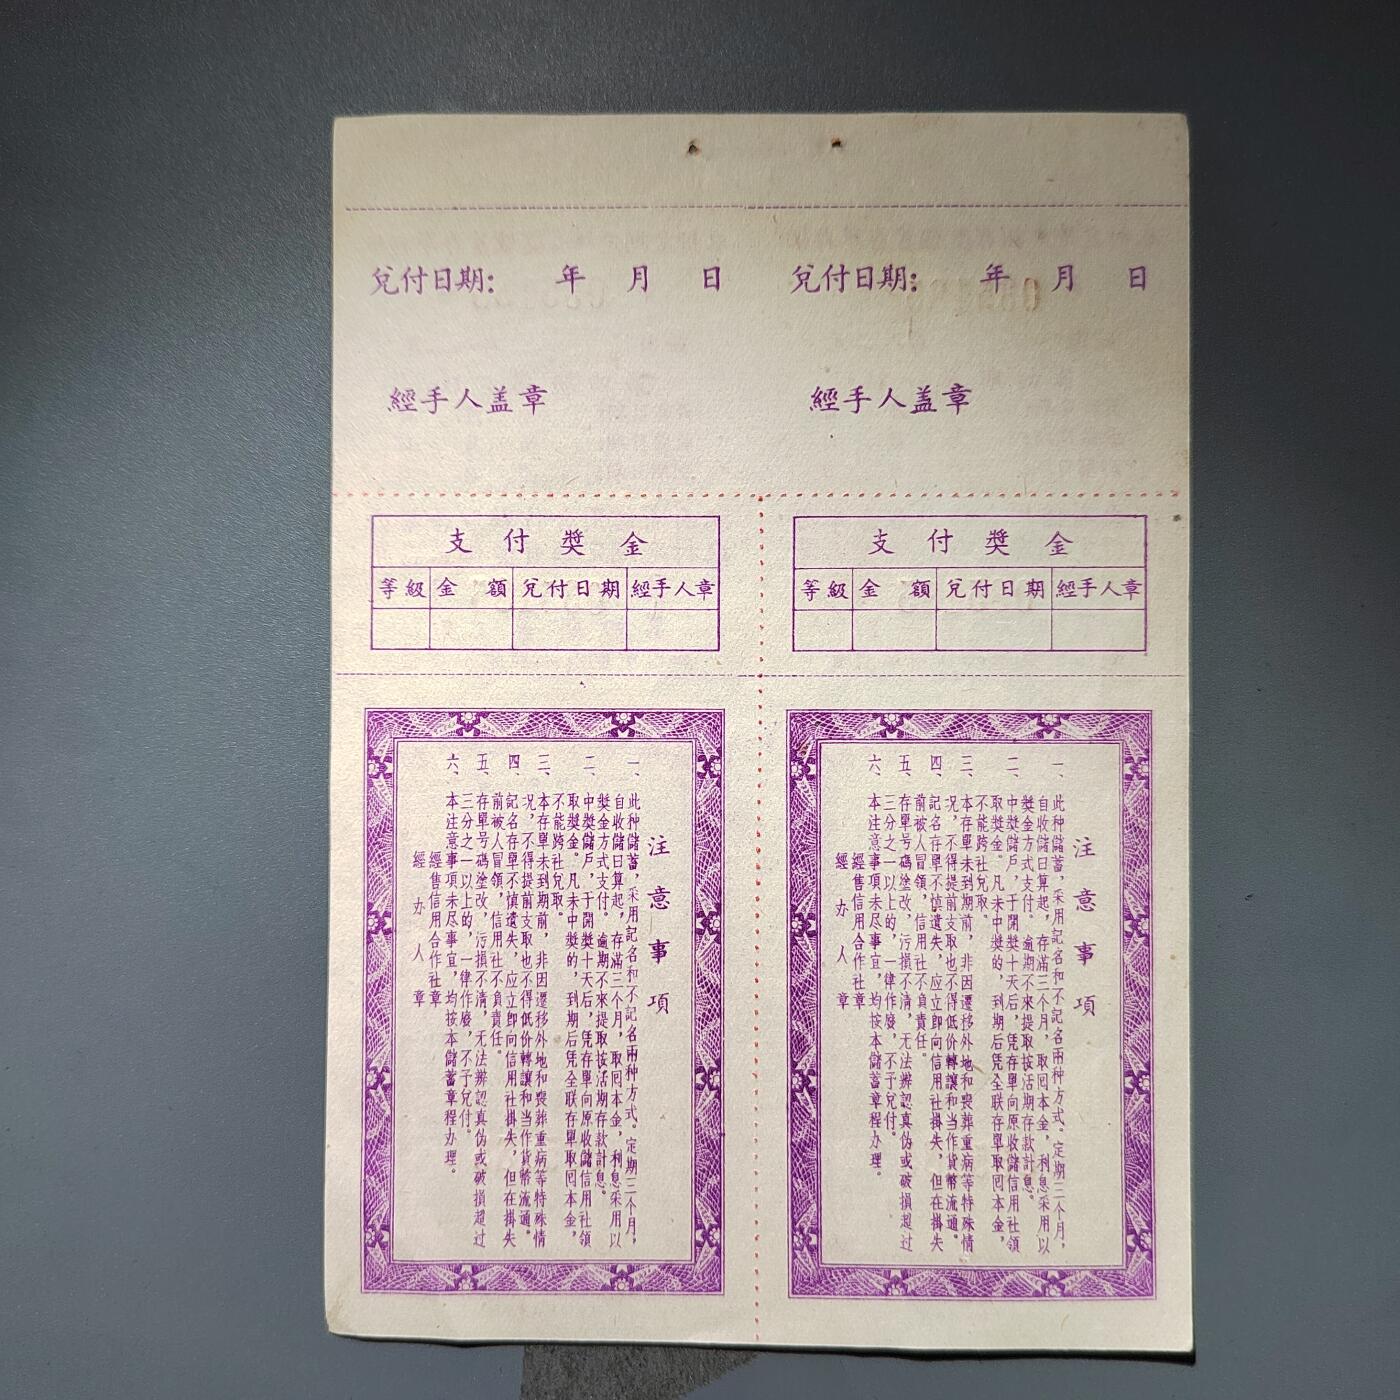 兌付日期： 年 月 日
經手人盖章
兌付日期： 年 月 日
經手人盖章
支付獎金
等級 金額 兌付日期 經手人章
支付獎金
等級 金額 兌付日期 經手人章
注意事項
一、此种儲蓄，采用記名和不記名兩种方式。定期三个月，
自收儲日算起，存滿三个月，取囘本金，利息采用以
獎金方式支付。逾期不來提取按活期存款計息。
二、中獎儲戶，于開獎十天后，凭存單向原收儲信用社領
取獎金。凡未中獎的，到期后凭全联存單取囘本金，
不能跨社兌取。
三、本存單未到期前，非因遷移外地和喪葬重病等特殊情
况，不得提前支取也不得低价轉讓和当作貨幣流通。
四、記名存單不慎遺失，应立卽向信用社掛失，但在掛失
前被人冒領，信用社不負責任。
五、存單号碼塗改，污損不清，无法辨認真伪或破損超过
三分之一以上的，一律作廢，不予兌付。
六、本注意事項未尽事宜，均按本儲蓄章程办理。
經售信用合作社章
經办人章
注意事項
一、此种儲蓄，采用記名和不記名兩种方式。定期三个月，
自收儲日算起，存滿三个月，取囘本金，利息采用以
獎金方式支付。逾期不來提取按活期存款計息。
二、中獎儲戶，于開獎十天后，凭存單向原收儲信用社領
取獎金。凡未中獎的，到期后凭全联存單取囘本金，
不能跨社兌取。
三、本存單未到期前，非因遷移外地和喪葬重病等特殊情
况，不得提前支取也不得低价轉讓和当作貨幣流通。
四、記名存單不慎遺失，应立卽向信用社掛失，但在掛失
前被人冒領，信用社不負責任。
五、存單号碼塗改，污損不清，无法辨認真伪或破損超过
三分之一以上的，一律作廢，不予兌付。
六、本注意事項未尽事宜，均按本儲蓄章程办理。
經售信用合作社章
經办人章